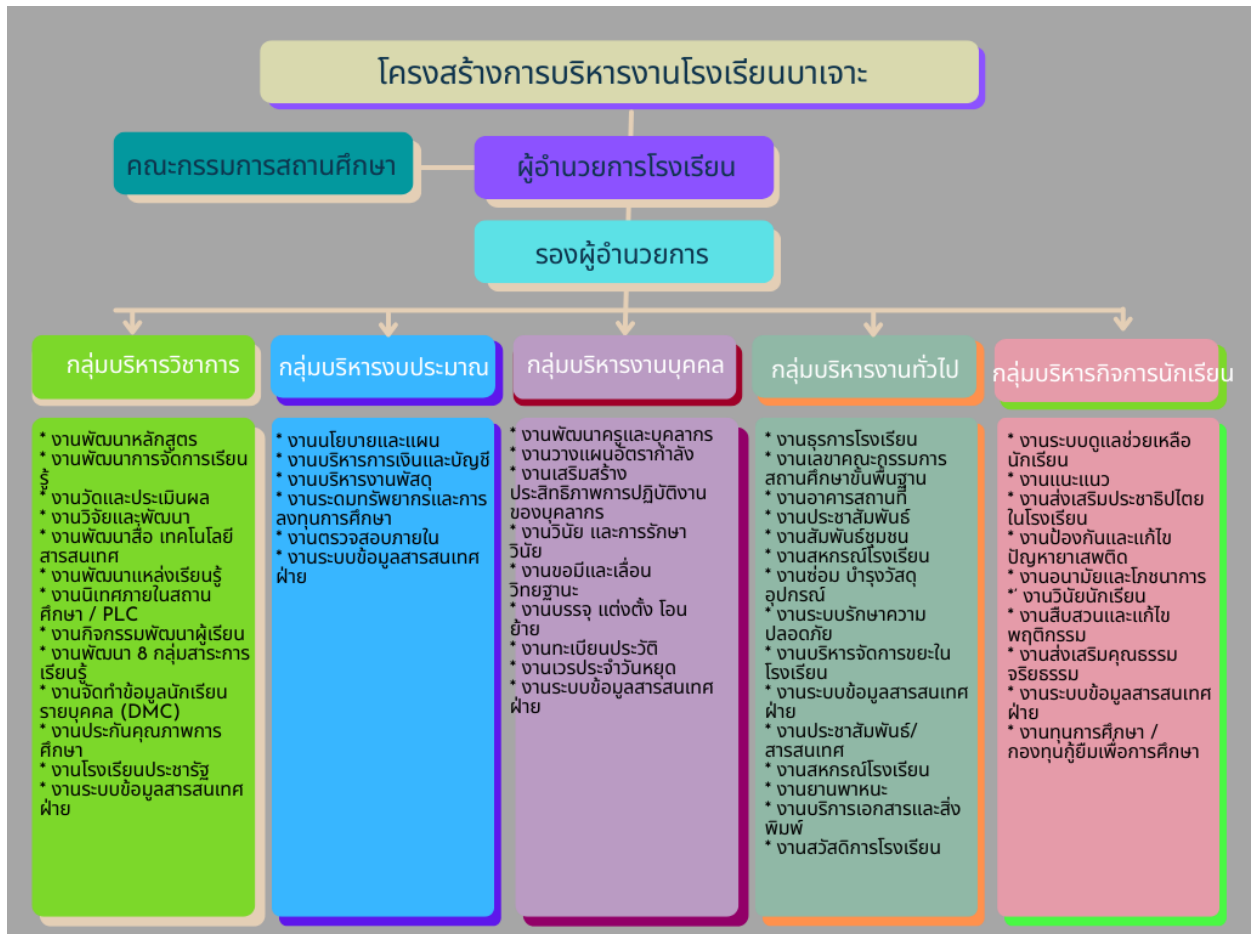 โครงสร้างการบริหารงานโรงเรียนบาเจาะ
คณะกรรมการสถานศึกษา
ผู้อำนวยการโรงเรียน
รองผู้อำนวยการ
กลุ่มบริหารวิชาการ
* งานพัฒนาหลักสูตร
* งานพัฒนาการจัดการเรียน
รู้
* งานวัดและประเมินผล
* งานวิจัยและพัฒนา
* งานพัฒนาสื่อ เทคโนโลยี
สารสนเทศ
* งานพัฒนาแหล่งเรียนรู้
* งานนิเทศภายในสถาน
ศึกษา / PLC
* งานกิจกรรมพัฒนาผู้เรียน
* งานพัฒนา 8 กลุ่มสาระการ
เรียนรู้
* งานจัดทำข้อมูลนักเรียน
รายบุคคล (DMC)
* งานประกันคุณภาพการ
ศึกษา
* งานโรงเรียนประชารัฐ
* งานระบบข้อมูลสารสนเทศ
ฝ่าย
กลุ่มบริหารงบประมาณ
* งานนโยบายและแผน
* งานบริหารการเงินและบัญชี
* งานบริหารงานพัสดุ
* งานระดมทรัพยากรและการ
ลงทุนการศึกษา
* งานตรวจสอบภายใน
* งานระบบข้อมูลสารสนเทศ
ฝ่าย
กลุ่มบริหารงานบุคคล
* งานพัฒนาครูและบุคลากร
* งานวางแผนอัตรากำลัง
* งานเสริมสร้าง
ประสิทธิภาพการปฏิบัติงาน
ของบุคลากร
* งานวินัย และการรักษา
วินัย
* งานขอมีและเลื่อน
วิทยฐานะ
* งานบรรจุ แต่งตั้ง โอน
ย้าย
* งานทะเบียนประวัติ
* งานเวรประจำวันหยุด
* งานระบบข้อมูลสารสนเทศ
ฝ่าย
กลุ่มบริหารงานทั่วไป
* งานธุรการโรงเรียน
* งานเลขาคณะกรรมการ
สถานศึกษาขั้นพื้นฐาน
* งานอาคารสถานที่
* งานประชาสัมพันธ์
* งานสัมพันธ์ชุมชน
* งานสหกรณ์โรงเรียน
* งานซ่อม บำรุงวัสดุ
อุปกรณ์
* งานระบบรักษาความ
ปลอดภัย
* งานบริหารจัดการขยะใน
โรงเรียน
* งานระบบข้อมูลสารสนเทศ
ฝ่าย
* งานประชาสัมพันธ์/
สารสนเทศ
* งานสหกรณ์โรงเรียน
* งานยานพาหนะ
* งานบริการเอกสารและสิ่ง
พิมพ์
* งานสวัสดิการโรงเรียน
กลุ่มบริหารกิจการนักเรียน
* งานระบบดูแลช่วยเหลือ
นักเรียน
* งานแนะแนว
* งานส่งเสริมประชาธิปไตย
ในโรงเรียน
* งานป้องกันและแก้ไข
ปัญหายาเสพติด
* งานอนามัยและโภชนาการ
*' งานวินัยนักเรียน
* งานสืบสวนและแก้ไข
พฤติกรรม
* งานส่งเสริมคุณธรรม
จริยธรรม
* งานระบบข้อมูลสารสนเทศ
ฝ่าย
* งานทุนการศึกษา /
กองทุนกู้ยืมเพื่อการศึกษา